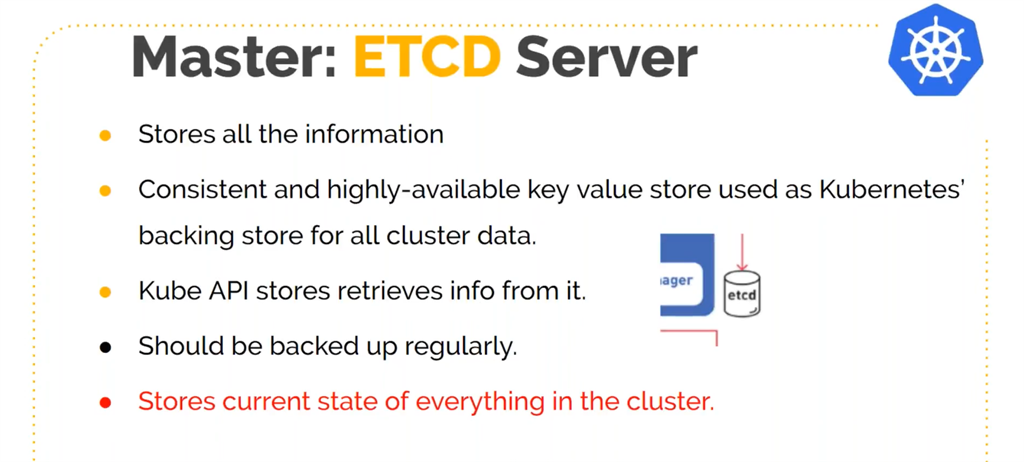 Master: ETCD Server
Stores all the information
Consistent and highly-available key value store used as Kubernetes'
backing store for all cluster data.
Kube API stores retrieves info from it.
ager
etcd
Should be backed up regularly.
Stores current state of everything in the cluster.